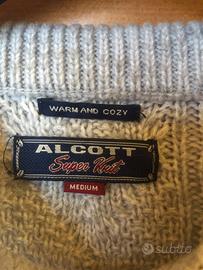 WARM AND COZY
ALCOTT
Super Knit
MEDIUM
subito